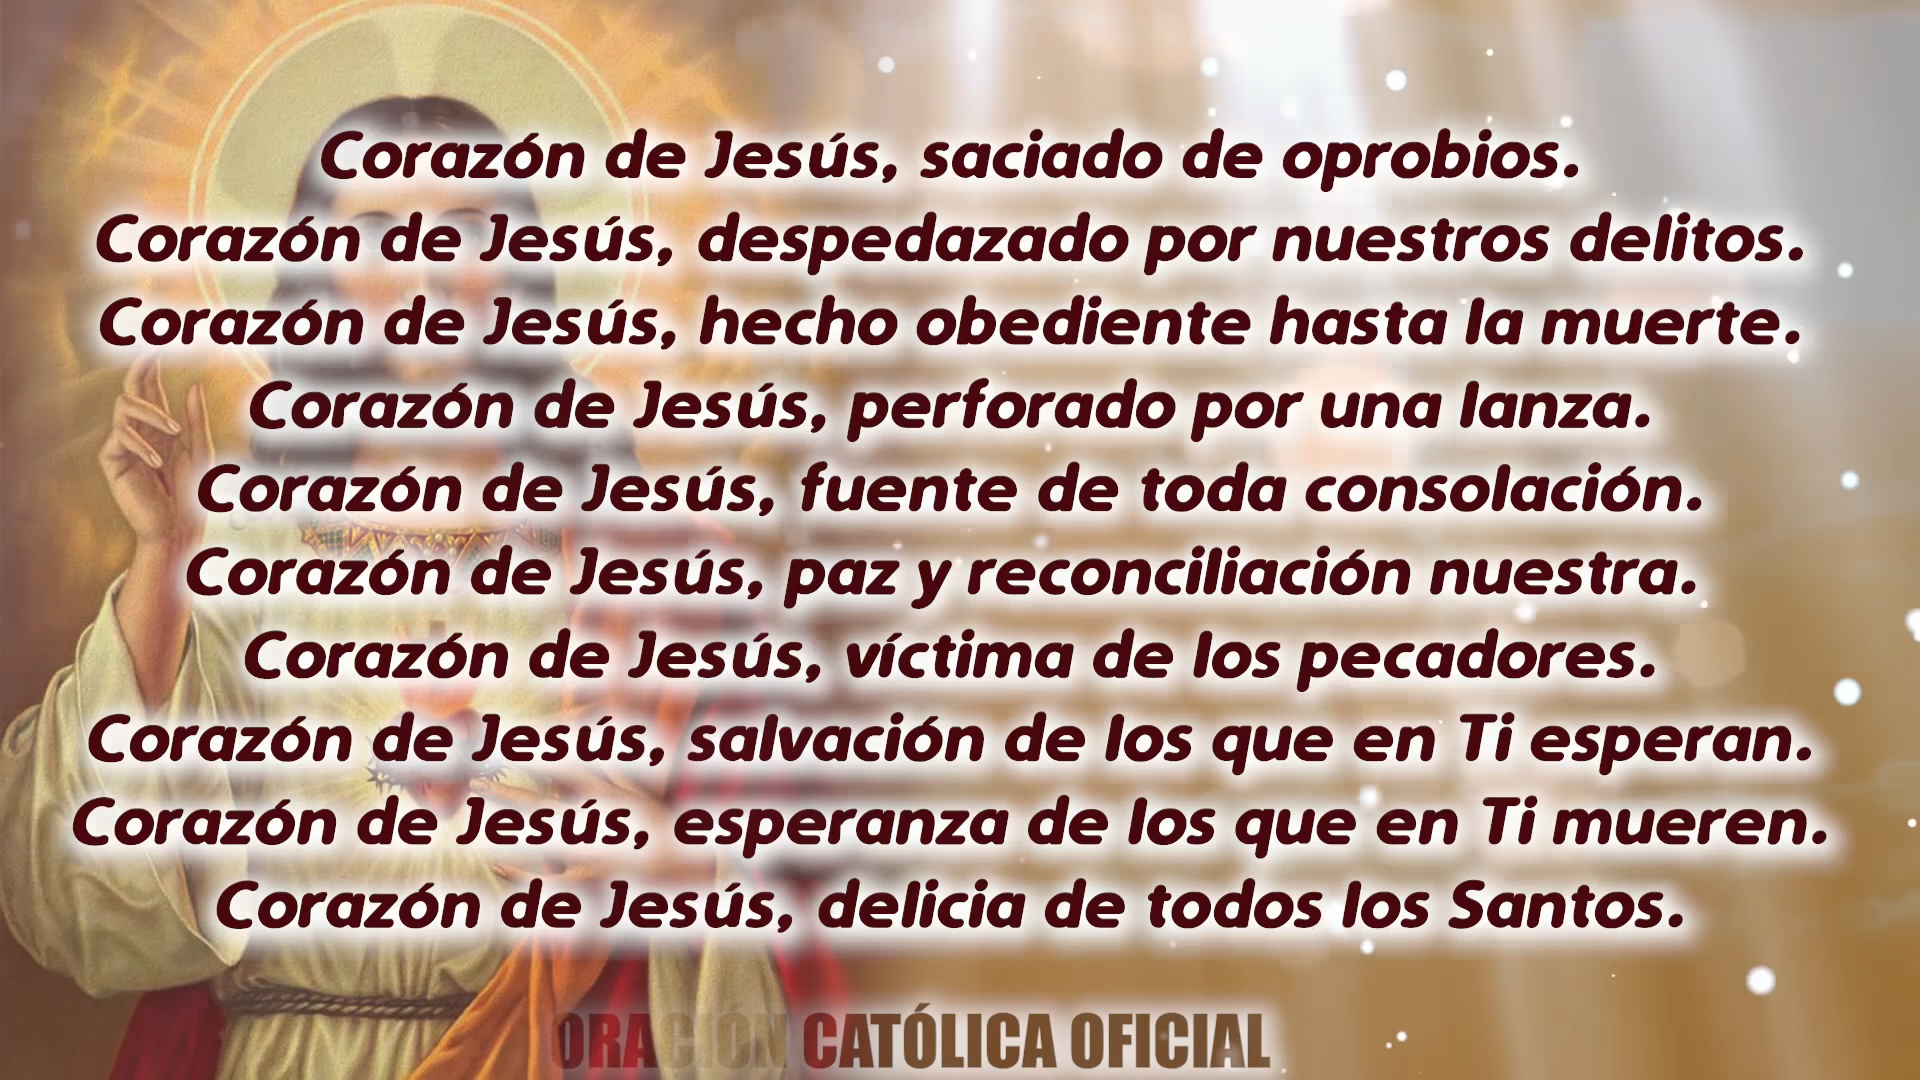 Corazón de Jesús, saciado de oprobios.
Corazón de Jesús, despedazado por nuestros delitos.
Corazón de Jesús, hecho obediente hasta la muerte.
Corazón de Jesús, perforado por una lanza.
Corazón de Jesús, fuente de toda consolación.
Corazón de Jesús, paz y reconciliación nuestra.
Corazón de Jesús, víctima de los pecadores.
Corazón de Jesús, salvación de los que en Ti esperan.
Corazón de Jesús, esperanza de los que en Ti mueren.
Corazón de Jesús, delicia de todos los Santos.
ORACIÓN CATÓLICA OFICIAL